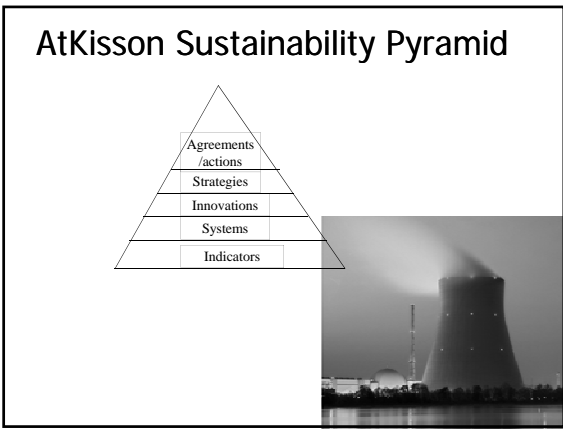 AtKisson Sustainability Pyramid
Agreements
/actions
Strategies
Innovations
Systems
Indicators